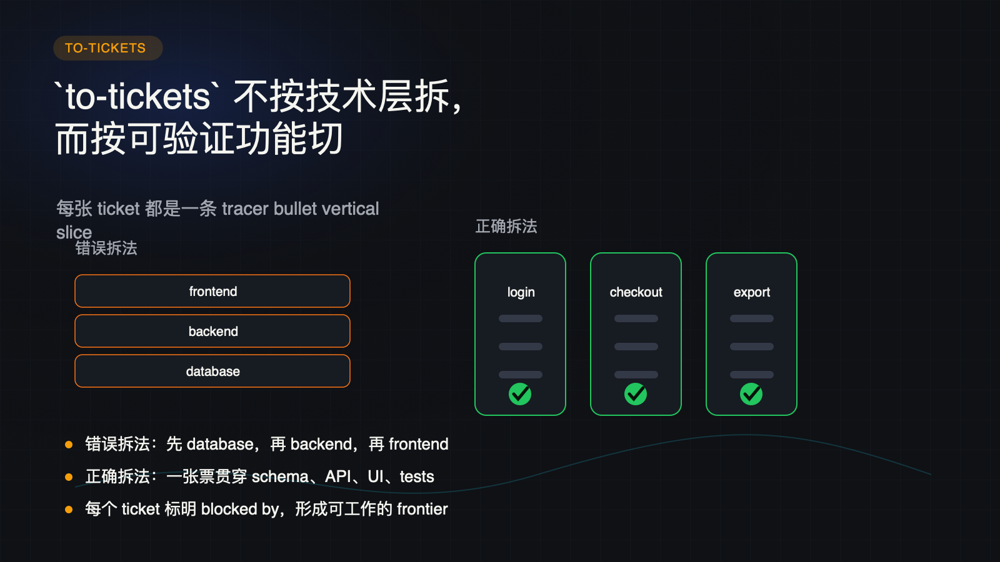 TO-TICKETS
`to-tickets` 不按技术层拆，
而按可验证功能切
每张 ticket 都是一条 tracer bullet vertical
slice
错误拆法
frontend
backend
database
正确拆法
login
checkout
export
错误拆法：先 database，再 backend，再 frontend
正确拆法：一张票贯穿 schema、API、UI、tests
每个 ticket 标明 blocked by，形成可工作的 frontier